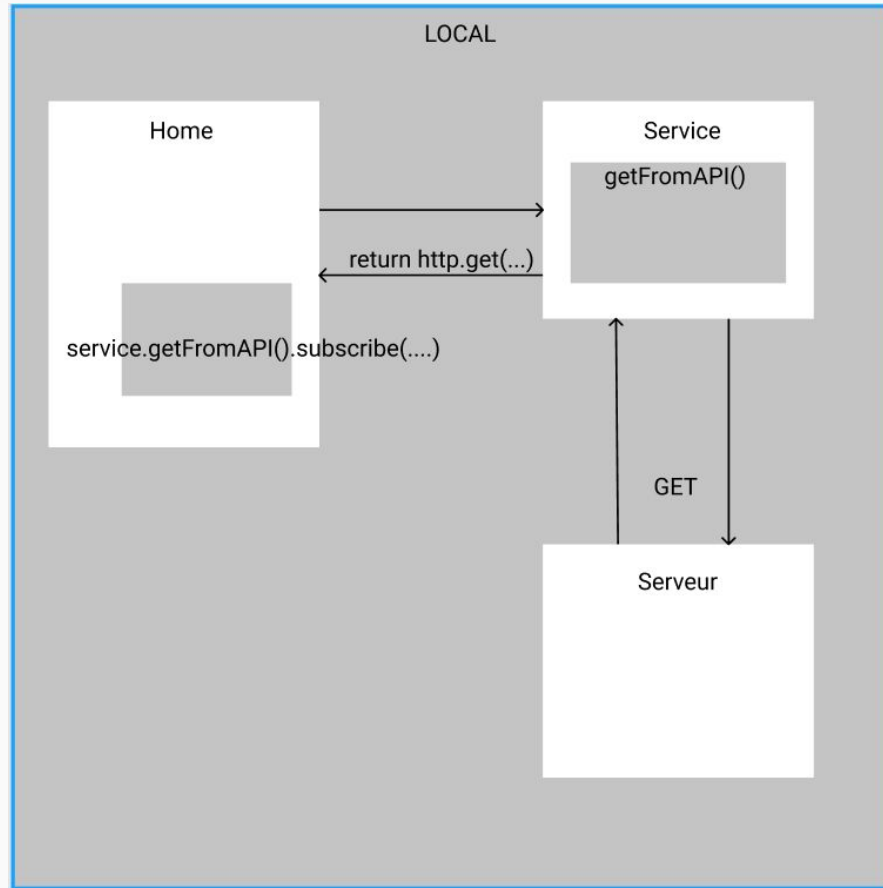 LOCAL
Home
Service
getFromAPI()
return http.get(...)
service.getFromAPI().subscribe(....)
GET
Serveur